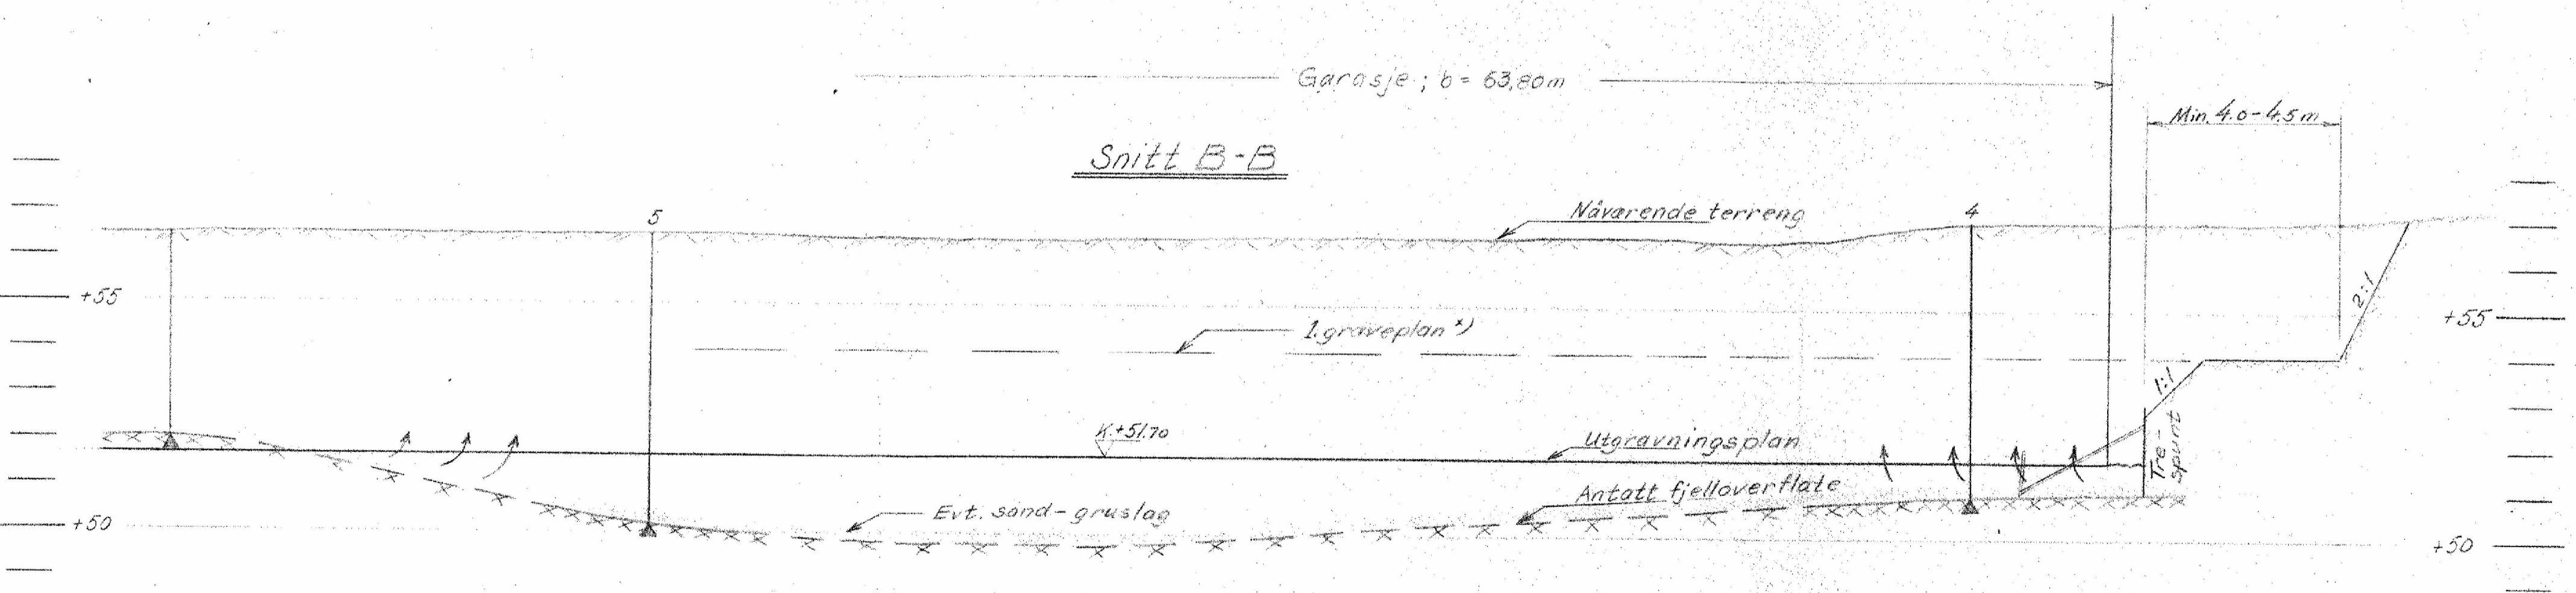 Garasje; b = 63,80m
Min. 4.0-4.5m
Snitt B-B
5
Nåværende terreng
4
+55
1. graveplan x)
2:1
+55
1:1
K.+51.70
Utgravningsplan
Tre-
spunt
Antatt fjelloverflate
Evt. sand-gruslag
+50
+50